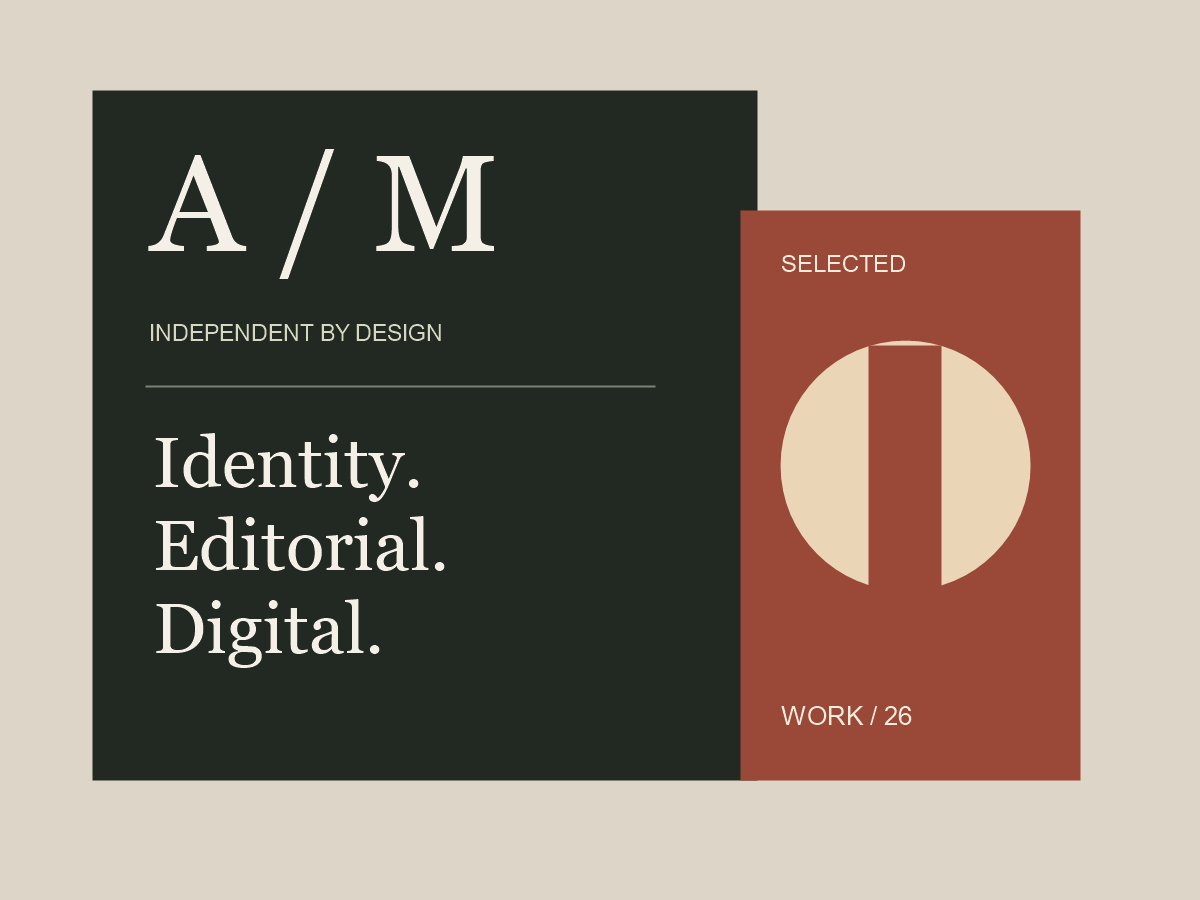 A / M
INDEPENDENT BY DESIGN
Identity.
Editorial.
Digital.
SELECTED
WORK / 26